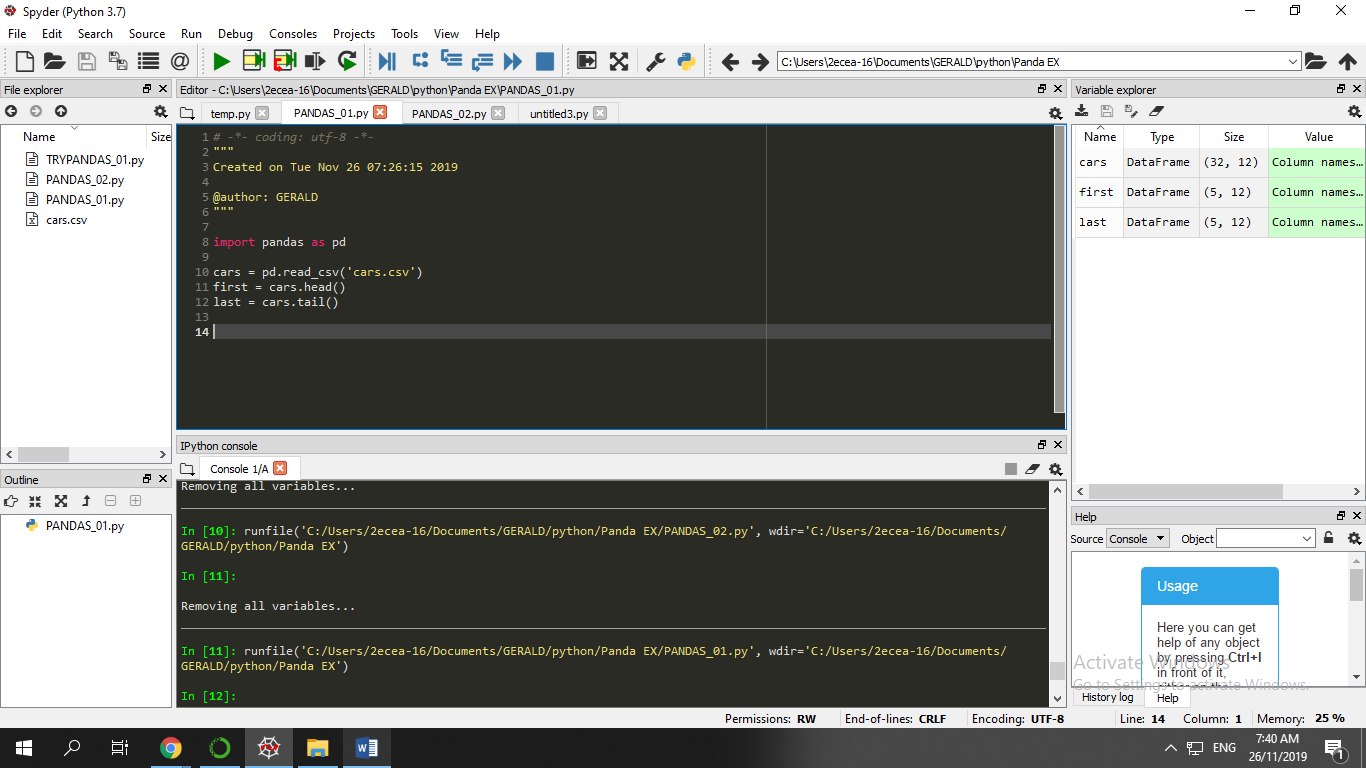 Spyder (Python 3.7)
File Edit Search Source Run Debug Consoles Projects Tools View Help
C:\Users\2ecea-16\Documents\GERALD\python\Panda EX
File explorer
Name Size
TRYPANDAS_01.py
PANDAS_02.py
PANDAS_01.py
cars.csv
Outline
PANDAS_01.py
Editor - C:\Users\2ecea-16\Documents\GERALD\python\Panda EX\PANDAS_01.py
temp.py PANDAS_01.py PANDAS_02.py untitled3.py
1 # -*- coding: utf-8 -*-
2 """
3 Created on Tue Nov 26 07:26:15 2019
4
5 @author: GERALD
6 """
7
8 import pandas as pd
9
10 cars = pd.read_csv('cars.csv')
11 first = cars.head()
12 last = cars.tail()
13
14
IPython console
Console 1/A
Removing all variables...
In [10]: runfile('C:/Users/2ecea-16/Documents/GERALD/python/Panda EX/PANDAS_02.py', wdir='C:/Users/2ecea-16/Documents/
GERALD/python/Panda EX')
In [11]:
Removing all variables...
In [11]: runfile('C:/Users/2ecea-16/Documents/GERALD/python/Panda EX/PANDAS_01.py', wdir='C:/Users/2ecea-16/Documents/
GERALD/python/Panda EX')
In [12]:
Variable explorer
Name Type Size Value
cars DataFrame (32, 12) Column names…
first DataFrame (5, 12) Column names…
last DataFrame (5, 12) Column names…
Help
Source Console Object
Usage
Here you can get
help of any object
by pressing Ctrl+I
in front of it,
Activate Windows
Go to Settings to activate Windows.
History log Help
Permissions: RW End-of-lines: CRLF Encoding: UTF-8 Line: 14 Column: 1 Memory: 25 %
ENG
7:40 AM
26/11/2019
1